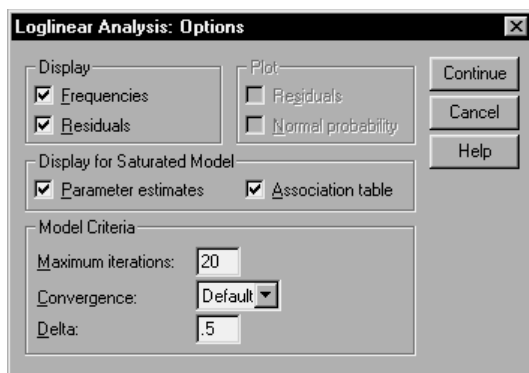 Loglinear Analysis: Options
Display
Frequencies
Residuals
Plot
Residuals
Normal probability
Continue
Cancel
Help
Display for Saturated Model
Parameter estimates
Association table
Model Criteria
Maximum iterations: 20
Convergence: Default
Delta: .5